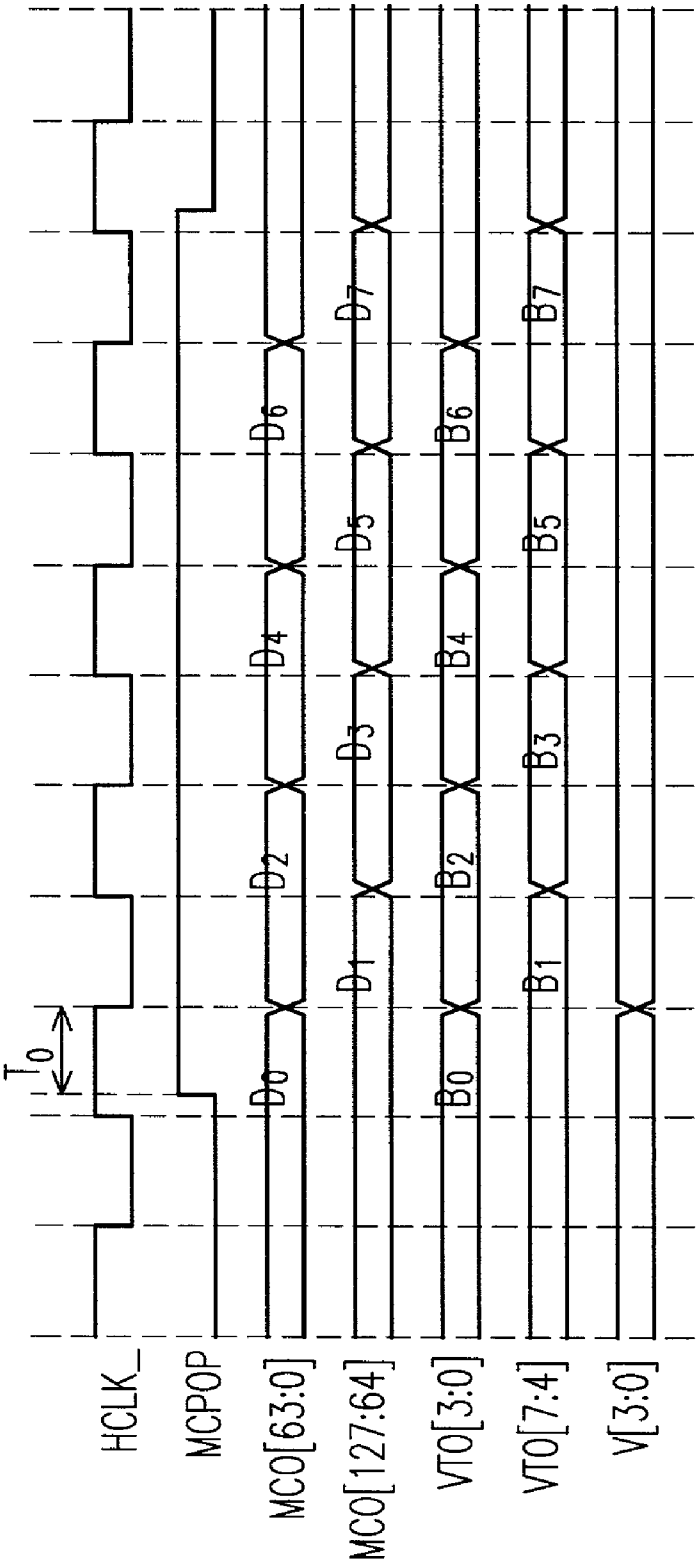 T0
HCLK_
MCPOP
MCO[63:0] D0 D2 D4 D6
MCO[127:64] D1 D3 D5 D7
VTO[3:0] B0 B2 B4 B6
VTO[7:4] B1 B3 B5 B7
V[3:0]